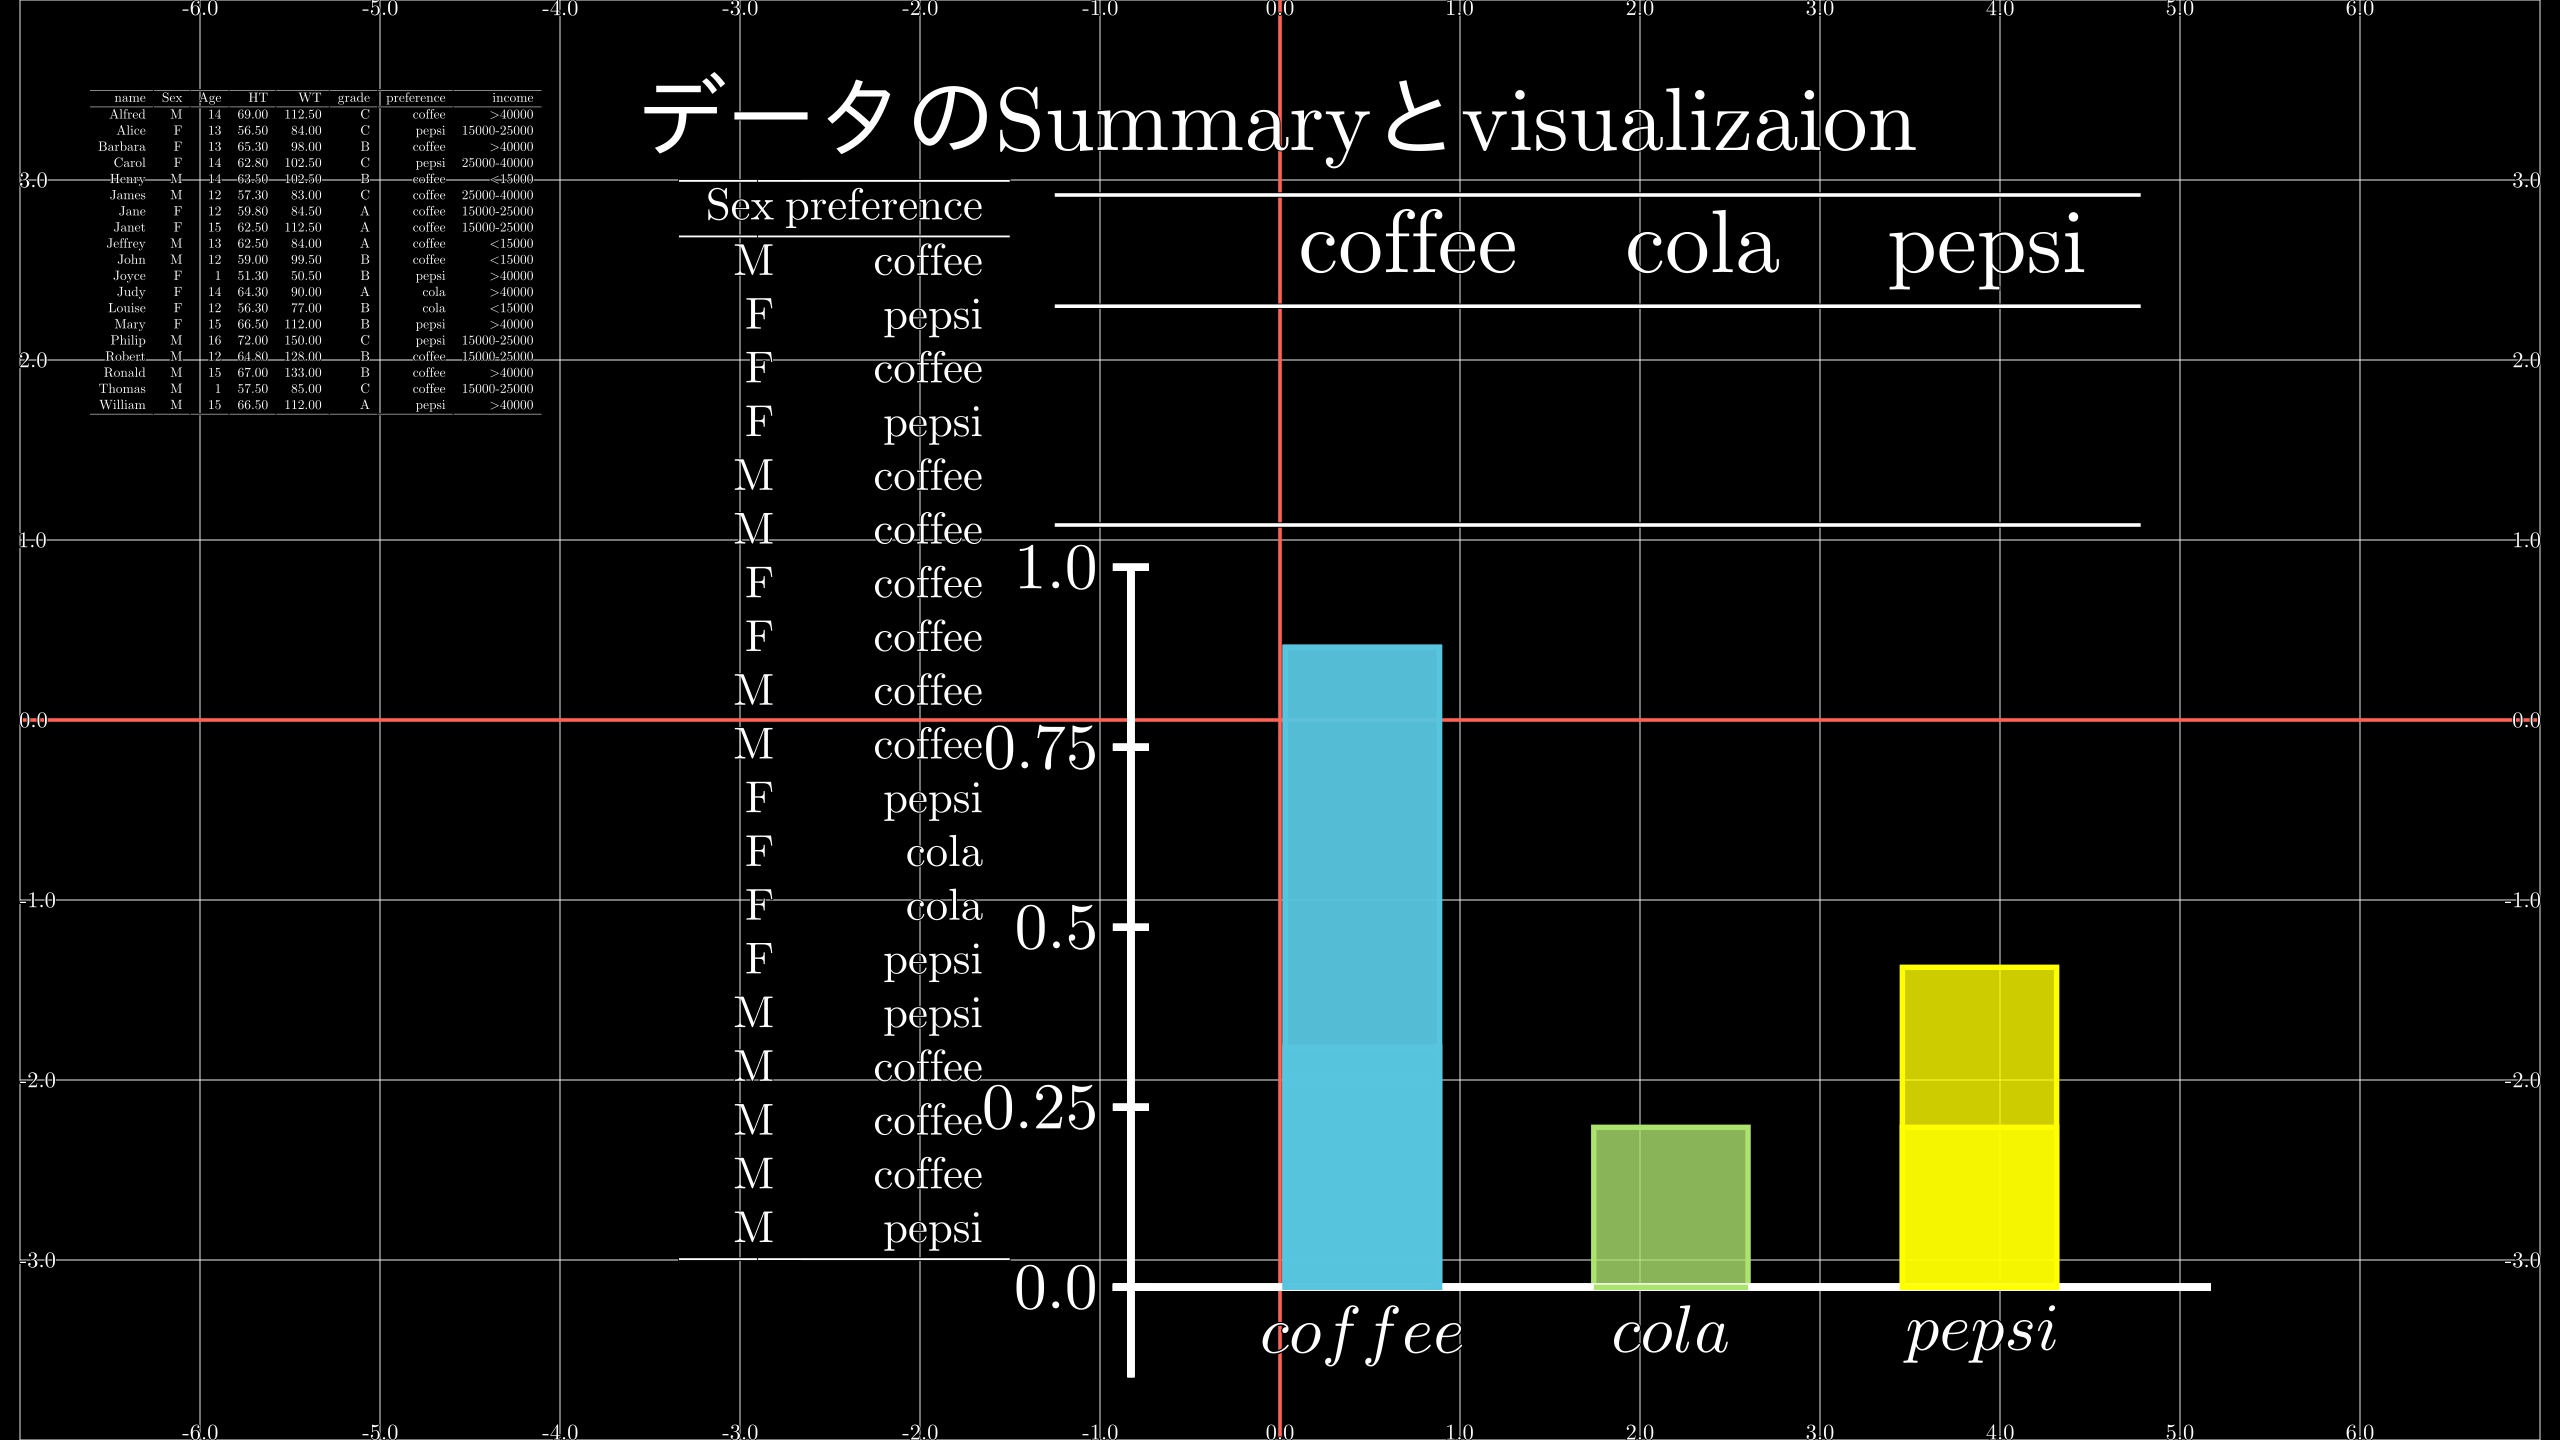 -6.0 -5.0 -4.0 -3.0 -2.0 -1.0 0.0 1.0 2.0 3.0 4.0 5.0 6.0
データのSummaryとvisualizaion
name Sex Age HT WT grade preference income
Alfred M 14 69.00 112.50 C coffee >40000
Alice F 13 56.50 84.00 C pepsi 15000-25000
Barbara F 13 65.30 98.00 B coffee >40000
Carol F 14 62.80 102.50 C pepsi 25000-40000
Henry M 14 63.50 102.50 B coffee <15000
James M 12 57.30 83.00 C coffee 25000-40000
Jane F 12 59.80 84.50 A coffee 15000-25000
Janet F 15 62.50 112.50 A coffee 15000-25000
Jeffrey M 13 62.50 84.00 A coffee <15000
John M 12 59.00 99.50 B coffee <15000
Joyce F 1 51.30 50.50 B pepsi >40000
Judy F 14 64.30 90.00 A cola >40000
Louise F 12 56.30 77.00 B cola <15000
Mary F 15 66.50 112.00 B pepsi >40000
Philip M 16 72.00 150.00 C pepsi 15000-25000
Robert M 12 64.80 128.00 B coffee 15000-25000
Ronald M 15 67.00 133.00 B coffee >40000
Thomas M 1 57.50 85.00 C coffee 15000-25000
William M 15 66.50 112.00 A pepsi >40000
Sex preference
M coffee
F pepsi
F coffee
F pepsi
M coffee
M coffee
F coffee
F coffee
M coffee
M coffee
F pepsi
F cola
F cola
F pepsi
M pepsi
M coffee
M coffee
M coffee
M pepsi
coffee cola pepsi
1.0
0.75
0.5
0.25
0.0
coffee cola pepsi
3.0 3.0
2.0 2.0
1.0 1.0
0.0 0.0
-1.0 -1.0
-2.0 -2.0
-3.0 -3.0
-6.0 -5.0 -4.0 -3.0 -2.0 -1.0 0.0 1.0 2.0 3.0 4.0 5.0 6.0